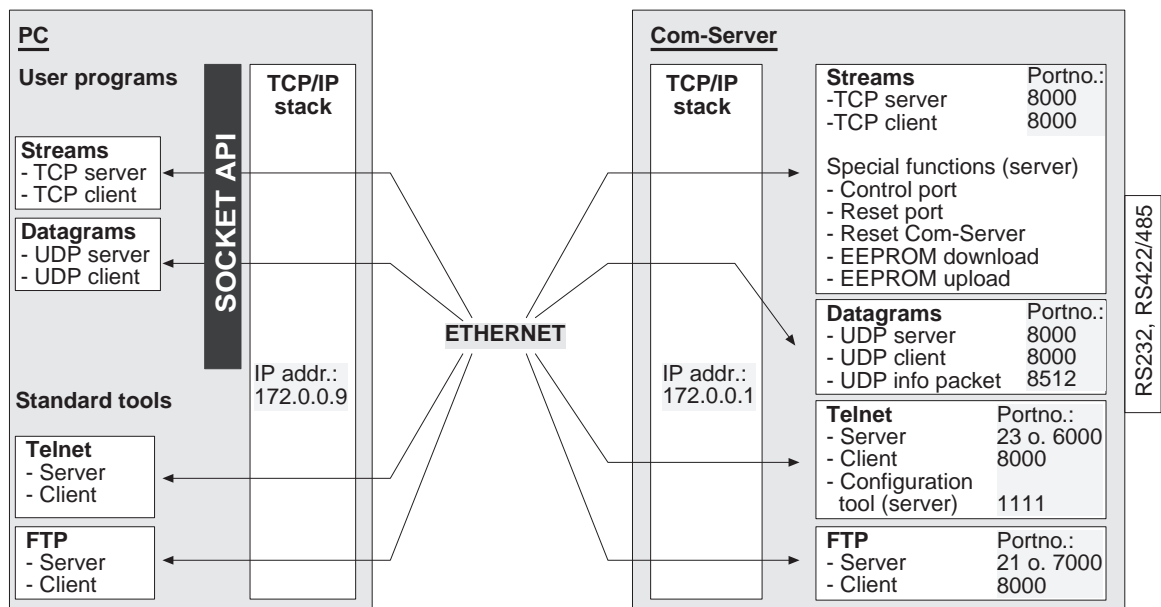 PC
User programs
SOCKET API
TCP/IP
stack
Streams
- TCP server
- TCP client
Datagrams
- UDP server
- UDP client
IP addr.:
172.0.0.9
Standard tools
Telnet
- Server
- Client
FTP
- Server
- Client
ETHERNET
Com-Server
TCP/IP
stack
IP addr.:
172.0.0.1
Streams Portno.:
-TCP server 8000
-TCP client 8000
Special functions (server)
- Control port
- Reset port
- Reset Com-Server
- EEPROM download
- EEPROM upload
Datagrams Portno.:
- UDP server 8000
- UDP client 8000
- UDP info packet 8512
Telnet Portno.:
- Server 23 o. 6000
- Client 8000
- Configuration
tool (server) 1111
FTP Portno.:
- Server 21 o. 7000
- Client 8000
RS232, RS422/485